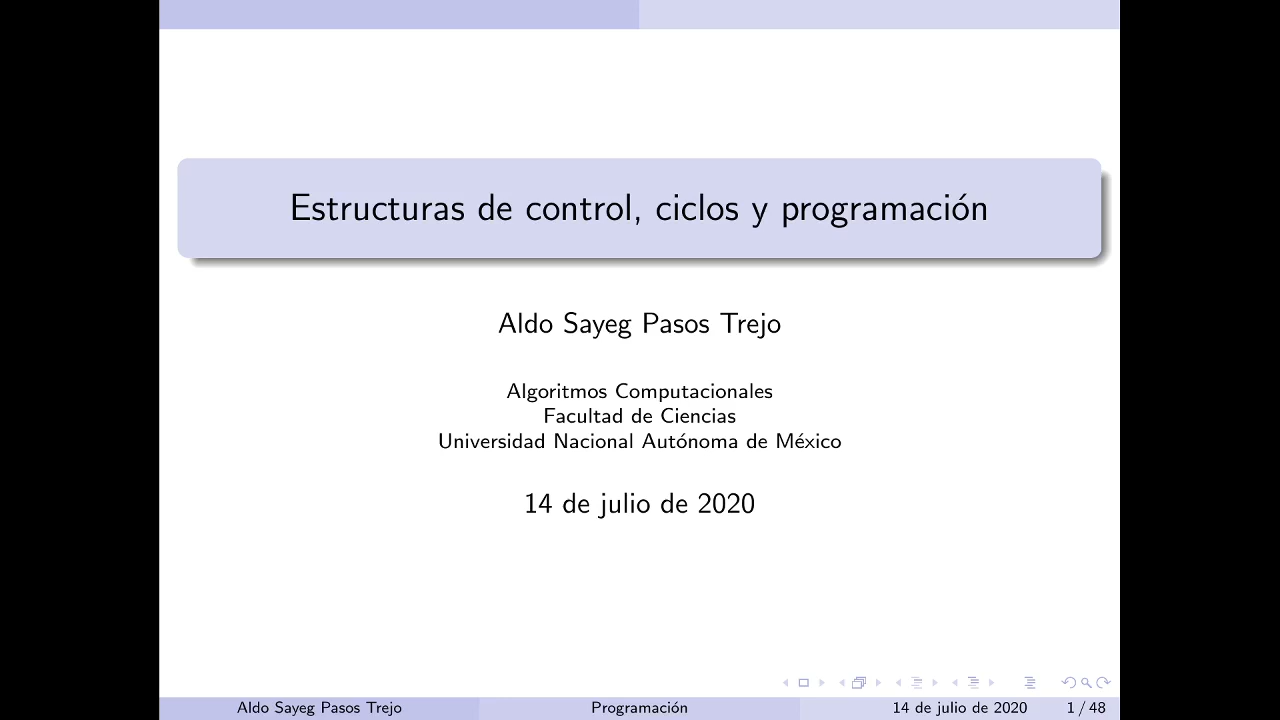 Estructuras de control, ciclos y programación
Aldo Sayeg Pasos Trejo
Algoritmos Computacionales
Facultad de Ciencias
Universidad Nacional Autónoma de México
14 de julio de 2020
Aldo Sayeg Pasos Trejo Programación 14 de julio de 2020 1 / 48